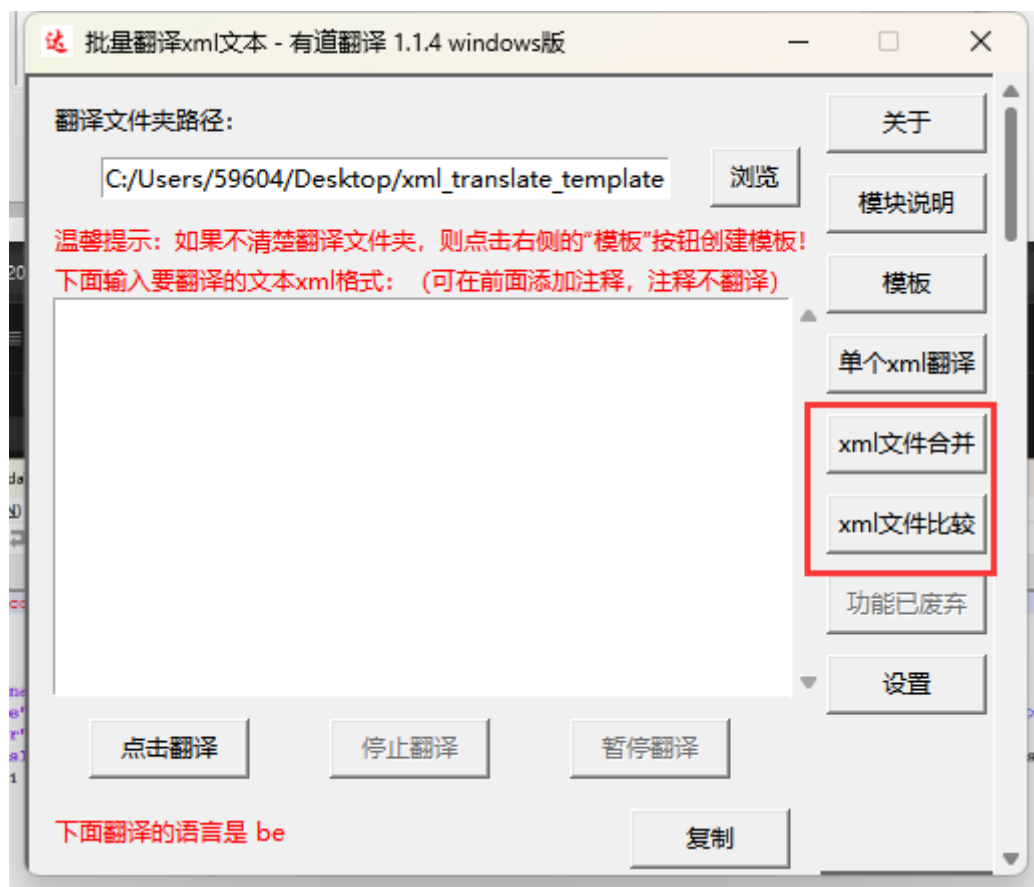 达 批量翻译xml文本 - 有道翻译 1.1.4 windows版
翻译文件夹路径：
C:/Users/59604/Desktop/xml_translate_template
浏览
温馨提示：如果不清楚翻译文件夹，则点击右侧的“模板”按钮创建模板！
下面输入要翻译的文本xml格式： （可在前面添加注释，注释不翻译）
关于
模块说明
模板
单个xml翻译
xml文件合并
xml文件比较
功能已废弃
设置
点击翻译
停止翻译
暂停翻译
下面翻译的语言是 be
复制